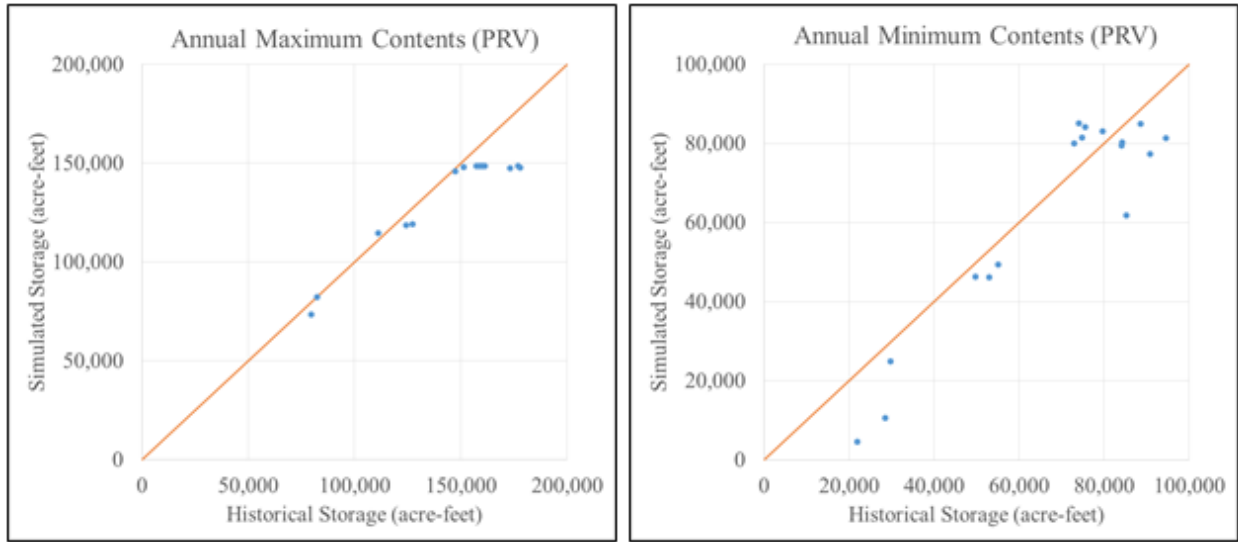 Annual Maximum Contents (PRV)
200,000
150,000
100,000
50,000
0
0 50,000 100,000 150,000 200,000
Simulated Storage (acre-feet)
Historical Storage (acre-feet)
Annual Minimum Contents (PRV)
100,000
80,000
60,000
40,000
20,000
0
0 20,000 40,000 60,000 80,000 100,000
Simulated Storage (acre-feet)
Historical Storage (acre-feet)